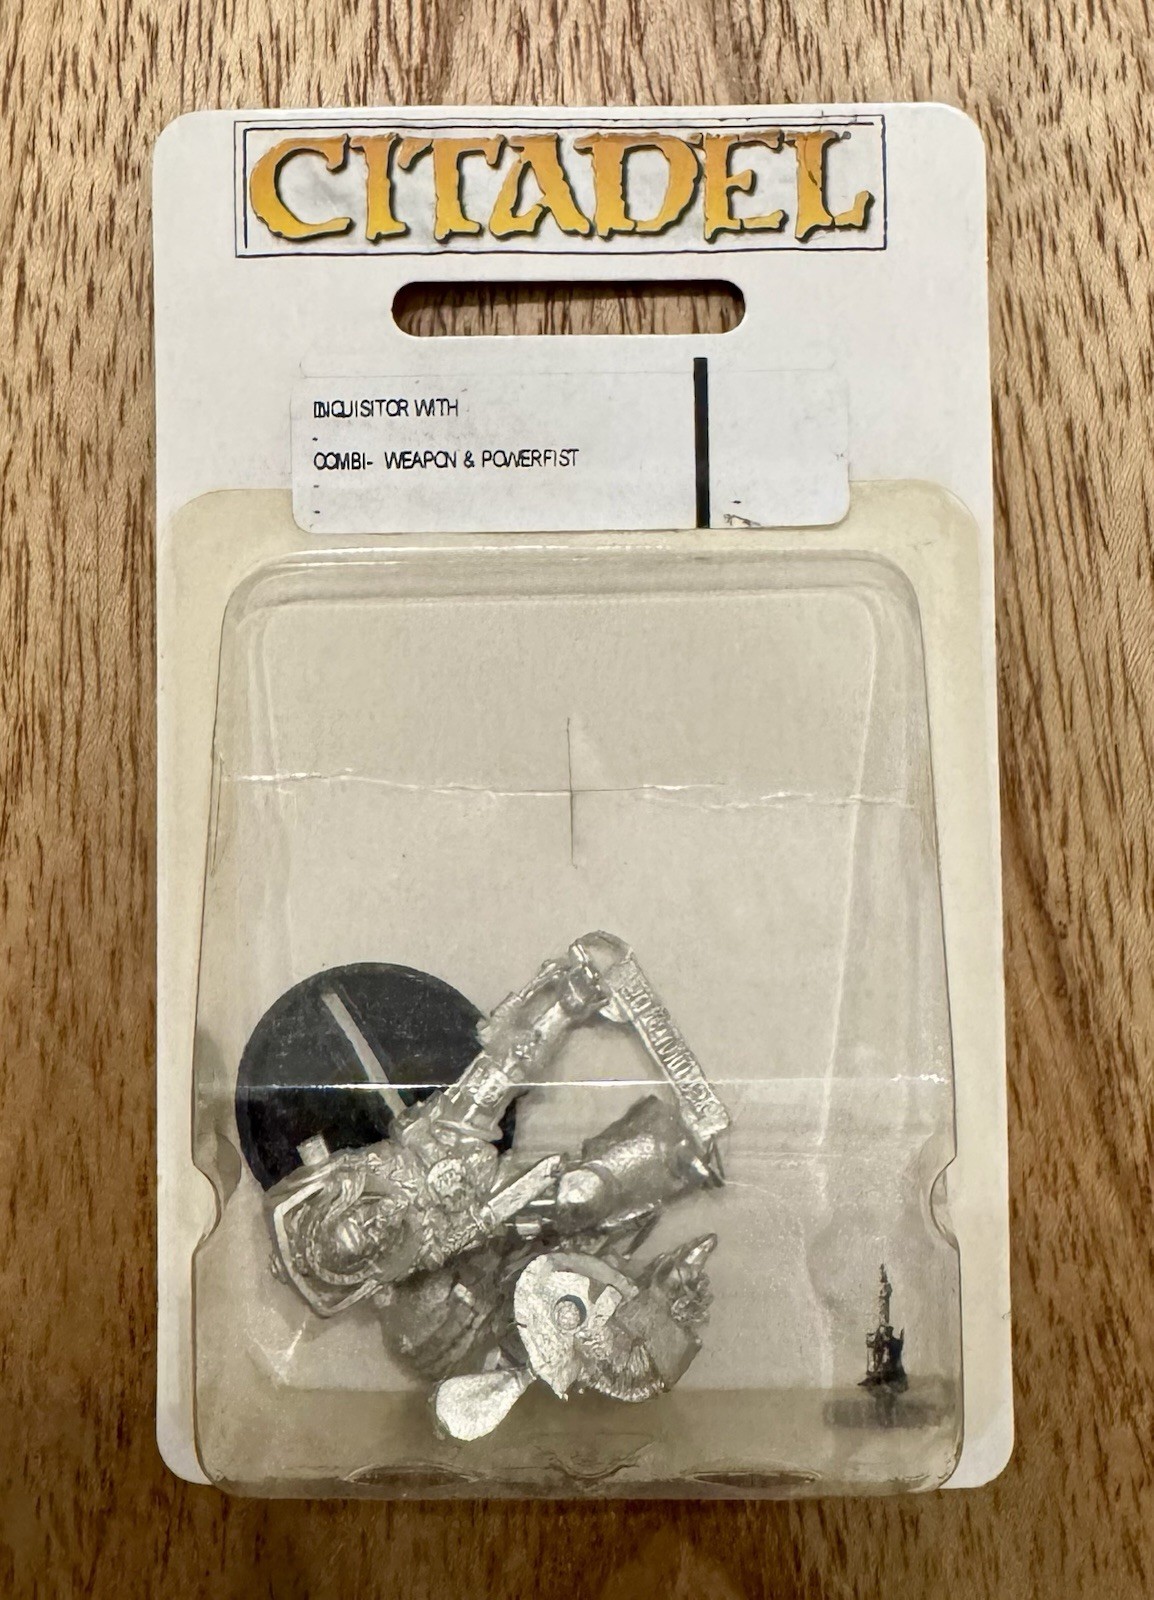 CITADEL
INQUISITOR WITH
COMBI- WEAPON & POWERFIST